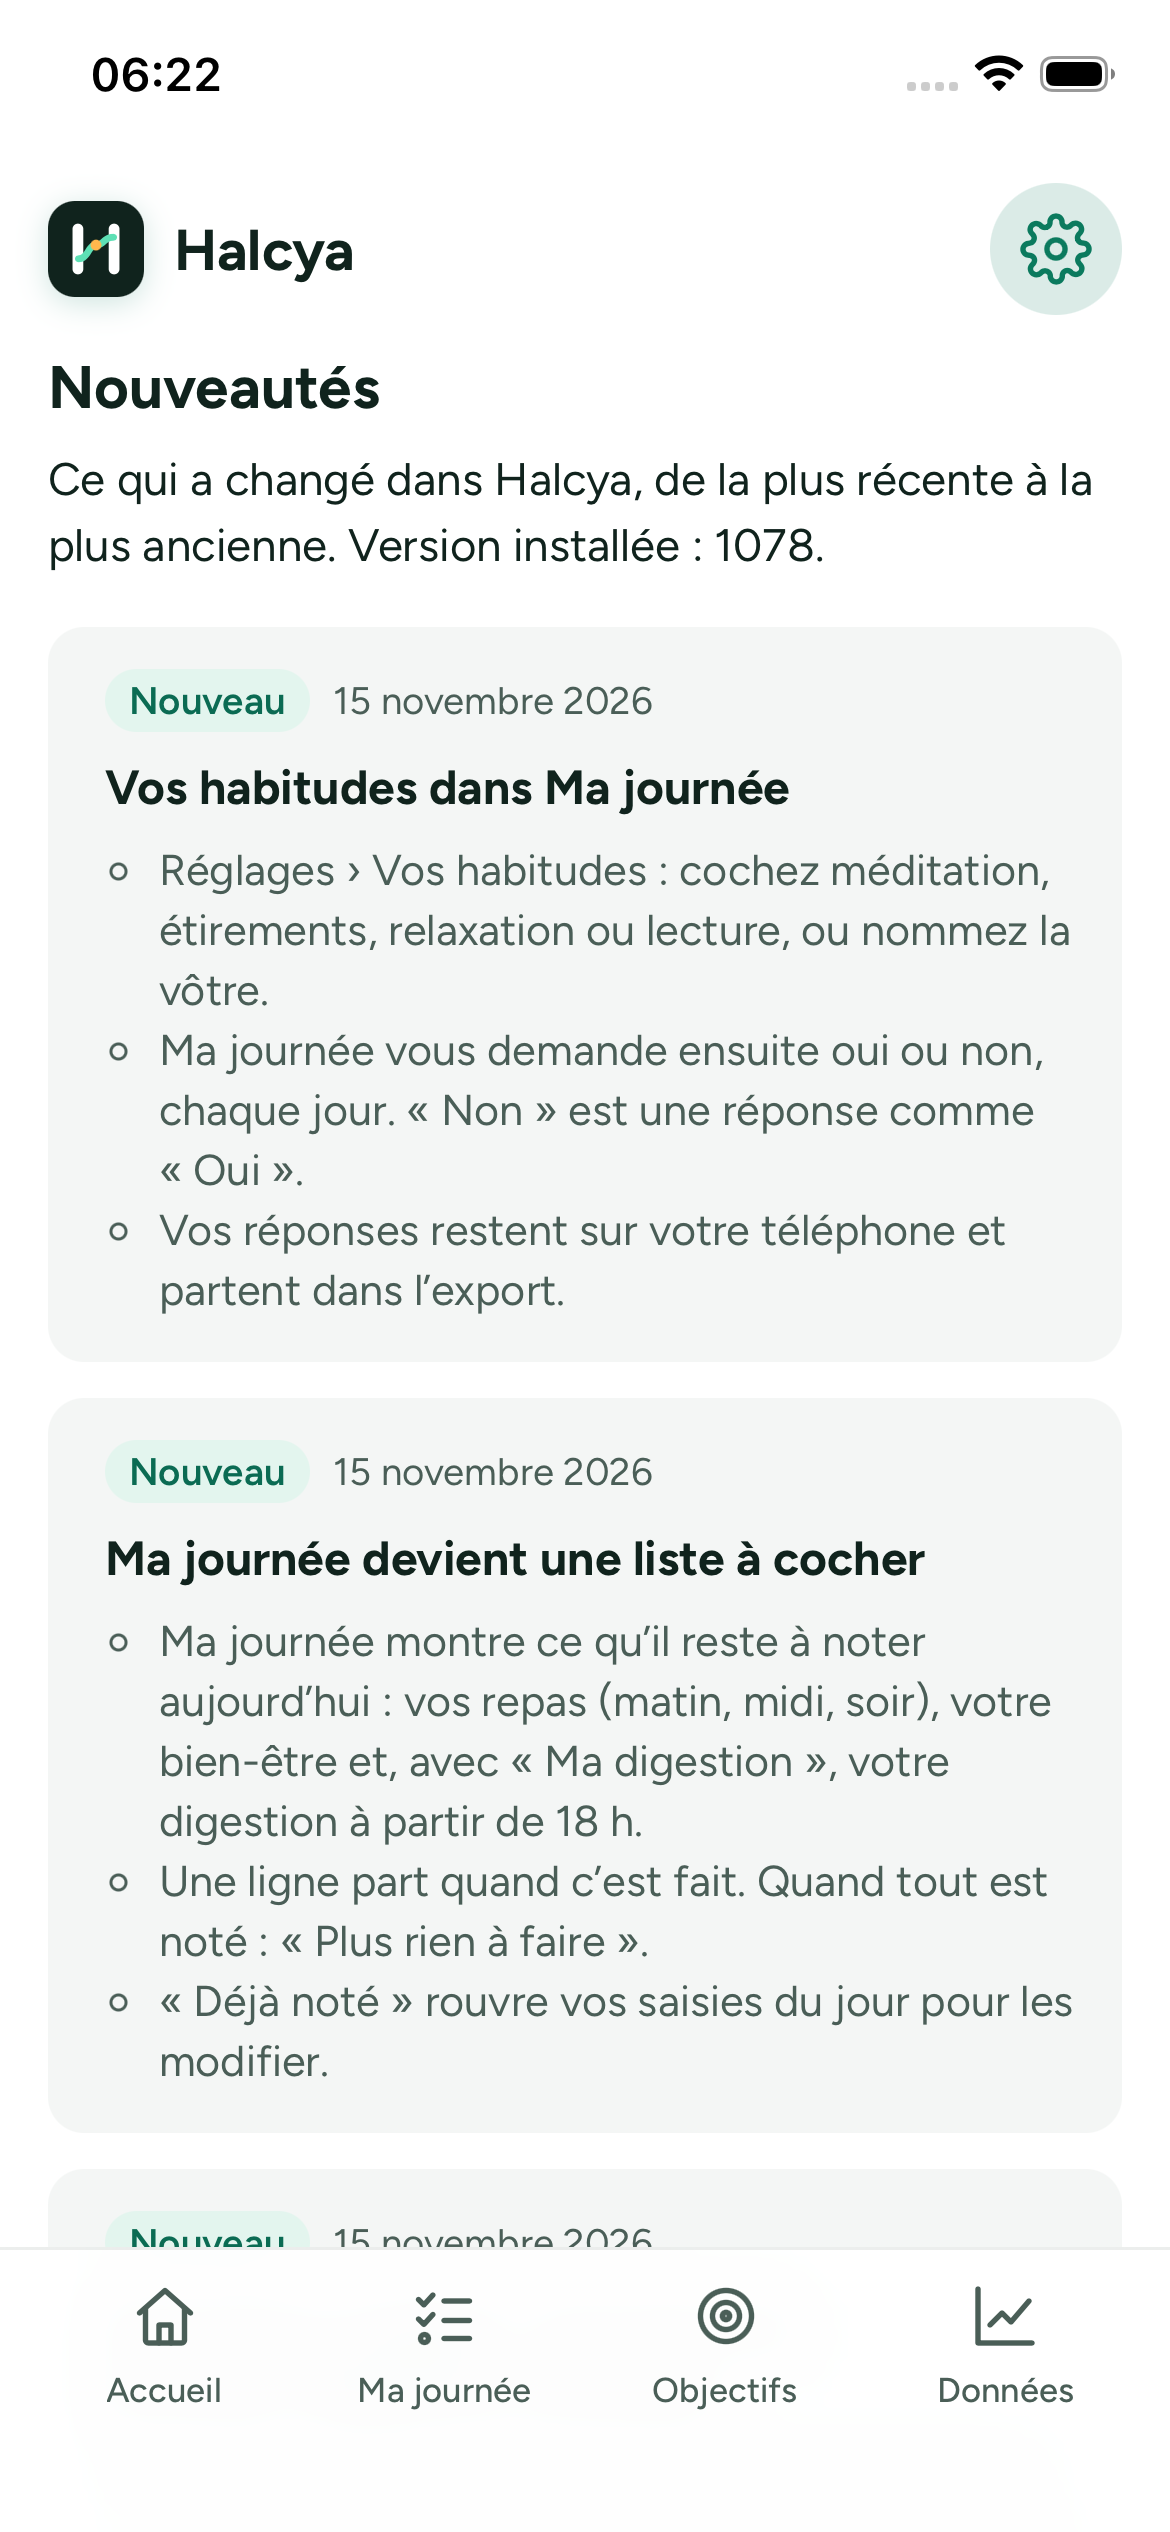 06:22
Halcya
Nouveautés
Ce qui a changé dans Halcya, de la plus récente à la
plus ancienne. Version installée : 1078.
Nouveau 15 novembre 2026
Vos habitudes dans Ma journée
Réglages › Vos habitudes : cochez méditation,
étirements, relaxation ou lecture, ou nommez la
vôtre.
Ma journée vous demande ensuite oui ou non,
chaque jour. « Non » est une réponse comme
« Oui ».
Vos réponses restent sur votre téléphone et
partent dans l’export.
Nouveau 15 novembre 2026
Ma journée devient une liste à cocher
Ma journée montre ce qu’il reste à noter
aujourd’hui : vos repas (matin, midi, soir), votre
bien-être et, avec « Ma digestion », votre
digestion à partir de 18 h.
Une ligne part quand c’est fait. Quand tout est
noté : « Plus rien à faire ».
« Déjà noté » rouvre vos saisies du jour pour les
modifier.
Nouveau 15 novembre 2026
Accueil Ma journée Objectifs Données